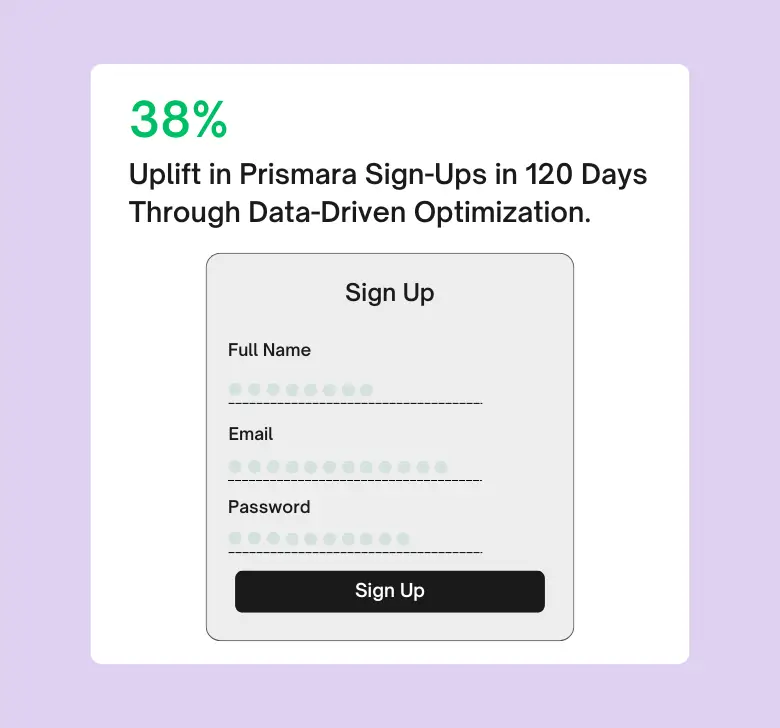 38%
Uplift in Prismara Sign-Ups in 120 Days
Through Data-Driven Optimization.
Sign Up
Full Name
Email
Password
Sign Up